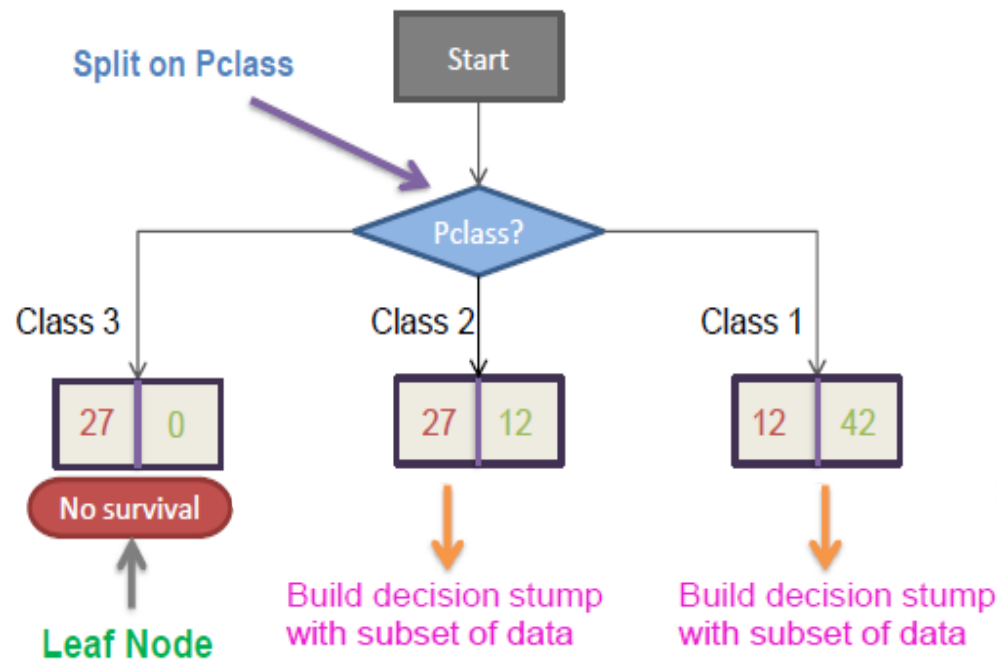 Start
Split on Pclass
Pclass?
Class 3
Class 2
Class 1
27 0
27 12
12 42
No survival
Build decision stump
with subset of data
Build decision stump
with subset of data
Leaf Node